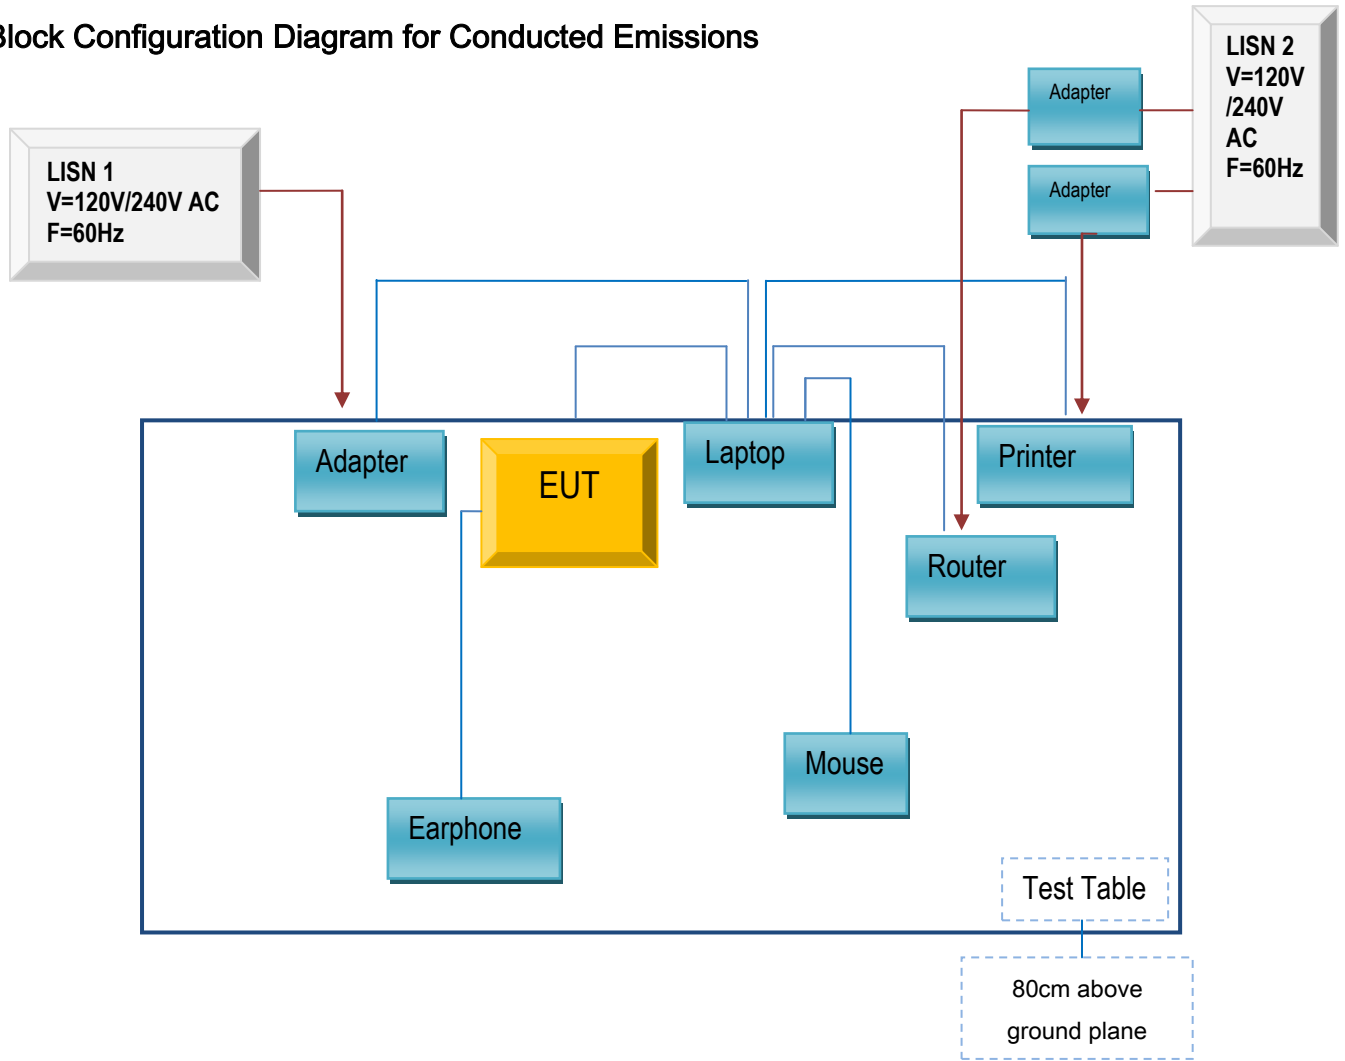 Block Configuration Diagram for Conducted Emissions
LISN 2
V=120V
/240V
AC
F=60Hz
Adapter
Adapter
LISN 1
V=120V/240V AC
F=60Hz
Adapter
EUT
Laptop
Printer
Router
Mouse
Earphone
Test Table
80cm above
ground plane